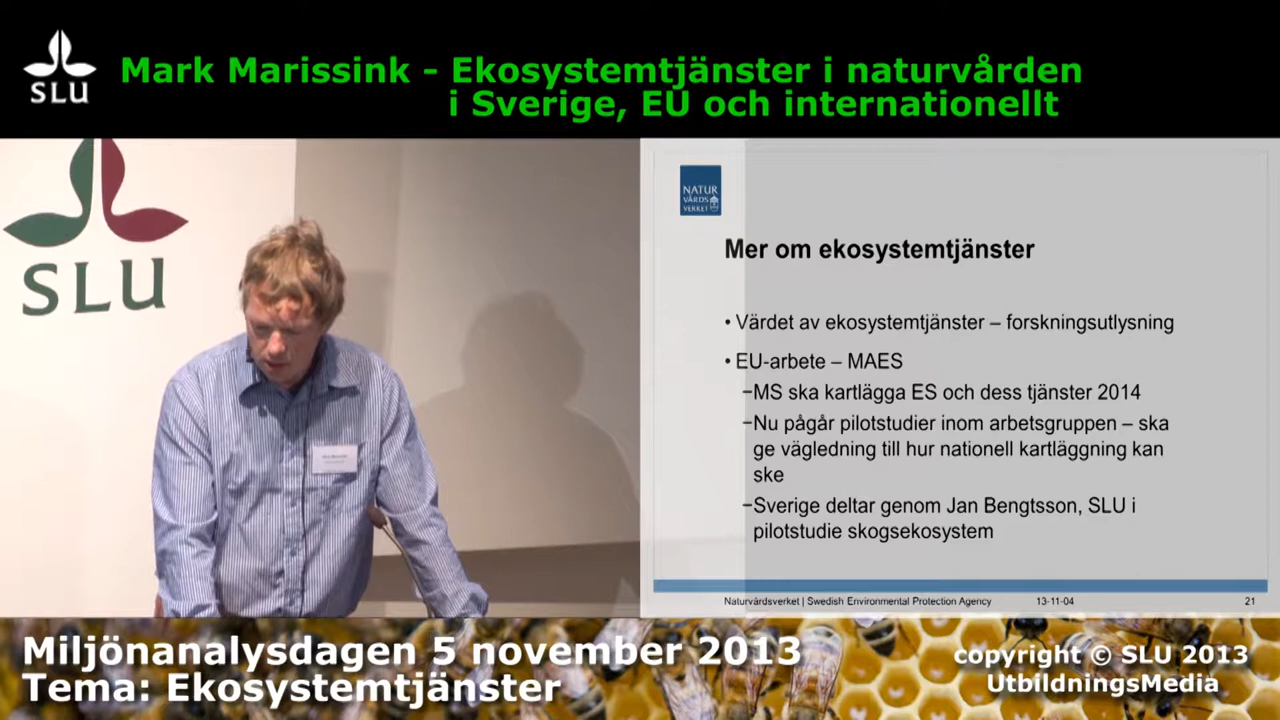 SLU
Mark Marissink - Ekosystemtjänster i naturvården
i Sverige, EU och internationellt
SLU
NATUR
VÅRDS
VERKET
Mer om ekosystemtjänster
• Värdet av ekosystemtjänster – forskningsutlysning
• EU-arbete – MAES
–MS ska kartlägga ES och dess tjänster 2014
–Nu pågår pilotstudier inom arbetsgruppen – ska
ge vägledning till hur nationell kartläggning kan
ske
–Sverige deltar genom Jan Bengtsson, SLU i
pilotstudie skogsekosystem
Naturvårdsverket | Swedish Environmental Protection Agency 13-11-04 21
Miljönanalysdagen 5 november 2013
Tema: Ekosystemtjänster
copyright © SLU 2013
UtbildningsMedia